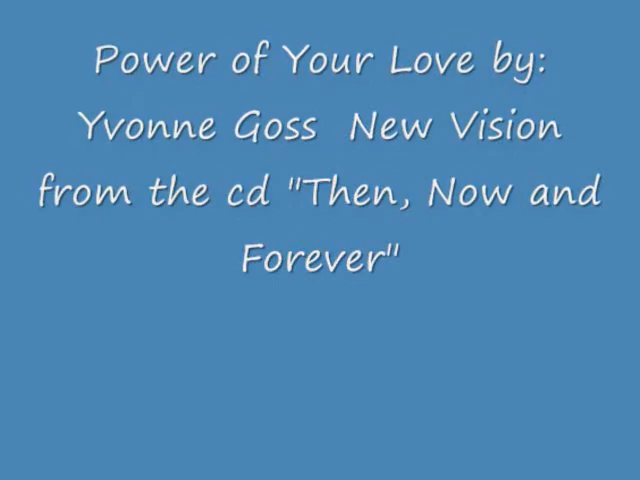 Power of Your Love by:
Yvonne Goss  New Vision
from the cd "Then, Now and
Forever"